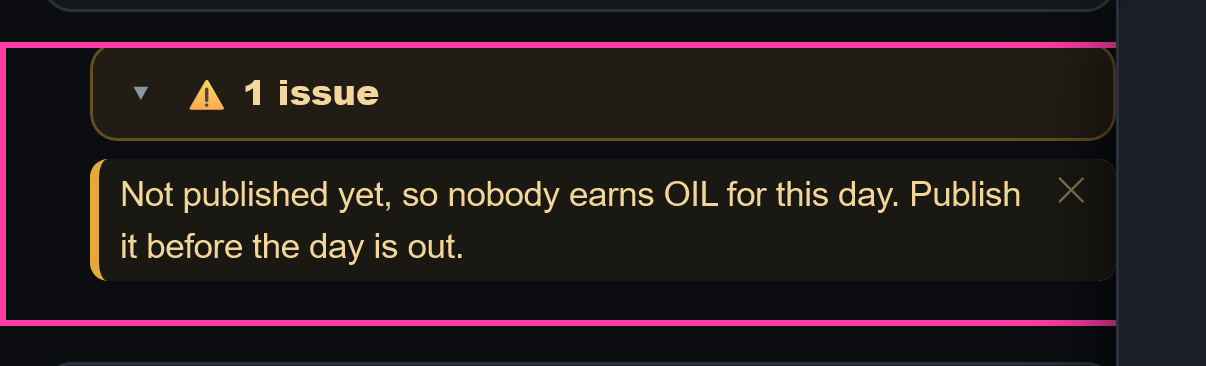 1 issue
Not published yet, so nobody earns OIL for this day. Publish
it before the day is out.